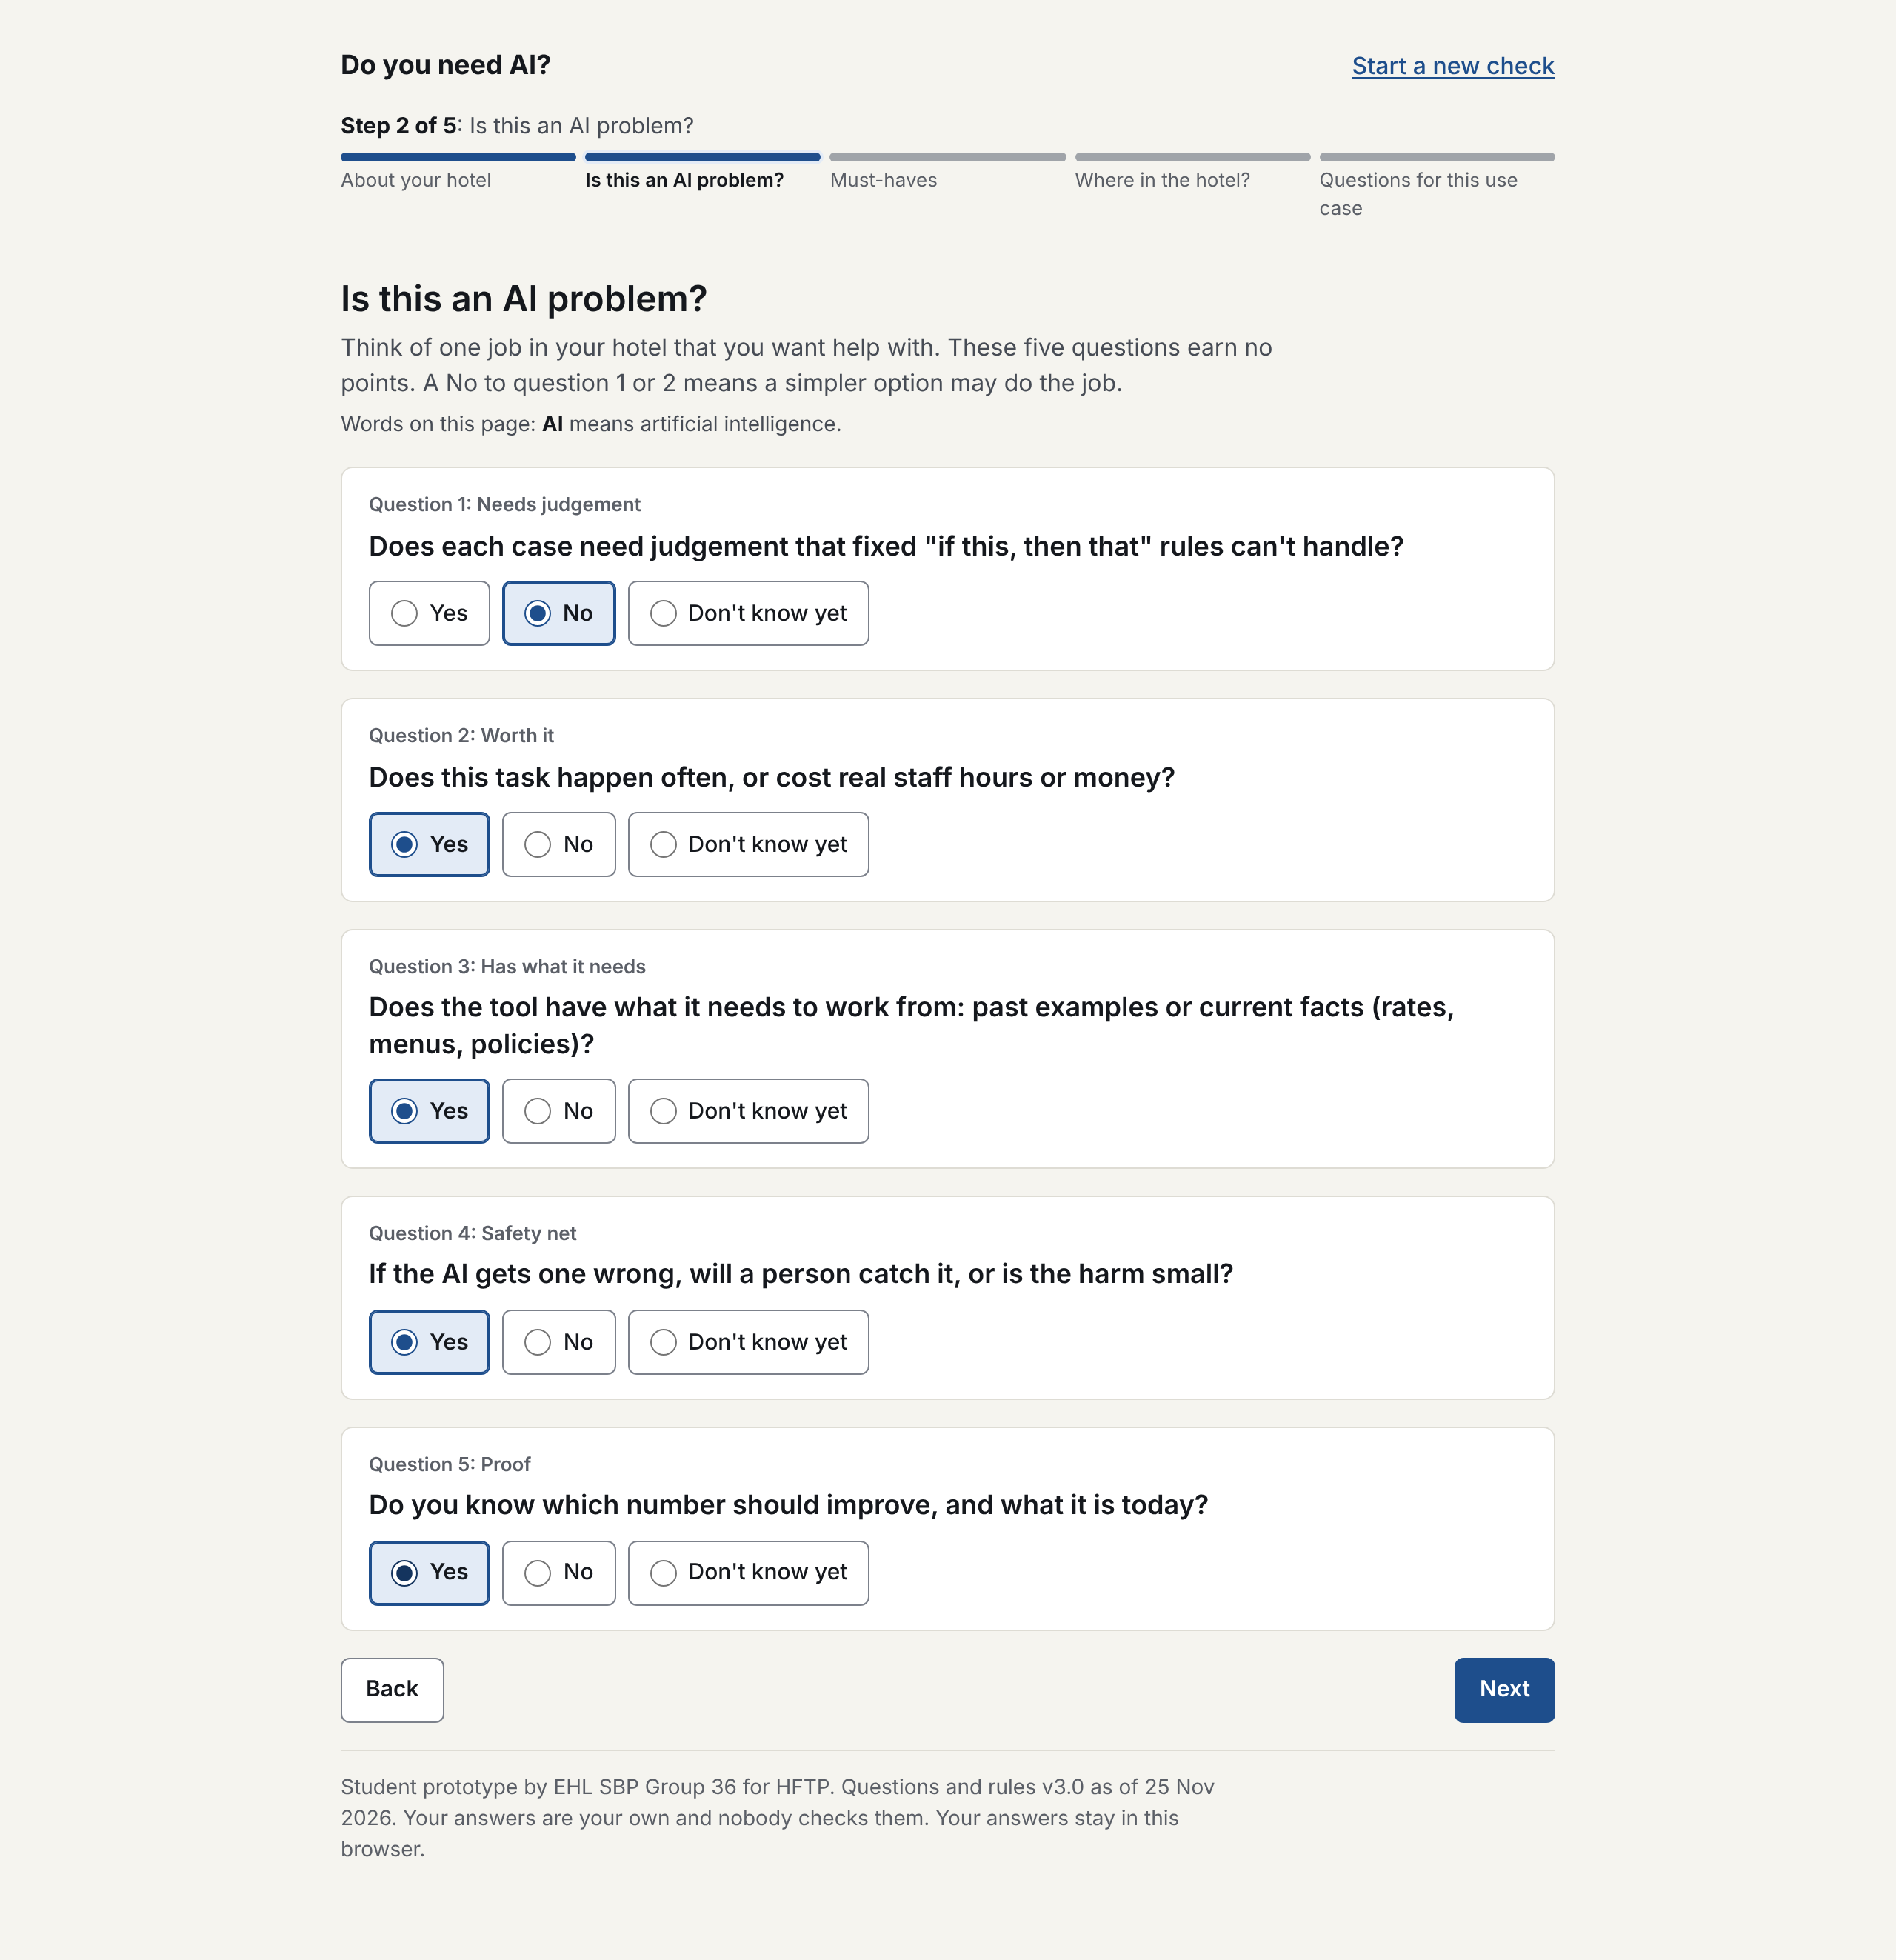 Do you need AI?
Start a new check
Step 2 of 5: Is this an AI problem?
About your hotel
Is this an AI problem?
Must-haves
Where in the hotel?
Questions for this use
case
Is this an AI problem?
Think of one job in your hotel that you want help with. These five questions earn no
points. A No to question 1 or 2 means a simpler option may do the job.
Words on this page: AI means artificial intelligence.
Question 1: Needs judgement
Does each case need judgement that fixed "if this, then that" rules can't handle?
Yes
No
Don't know yet
Question 2: Worth it
Does this task happen often, or cost real staff hours or money?
Yes
No
Don't know yet
Question 3: Has what it needs
Does the tool have what it needs to work from: past examples or current facts (rates,
menus, policies)?
Yes
No
Don't know yet
Question 4: Safety net
If the AI gets one wrong, will a person catch it, or is the harm small?
Yes
No
Don't know yet
Question 5: Proof
Do you know which number should improve, and what it is today?
Yes
No
Don't know yet
Back
Next
Student prototype by EHL SBP Group 36 for HFTP. Questions and rules v3.0 as of 25 Nov
2026. Your answers are your own and nobody checks them. Your answers stay in this
browser.